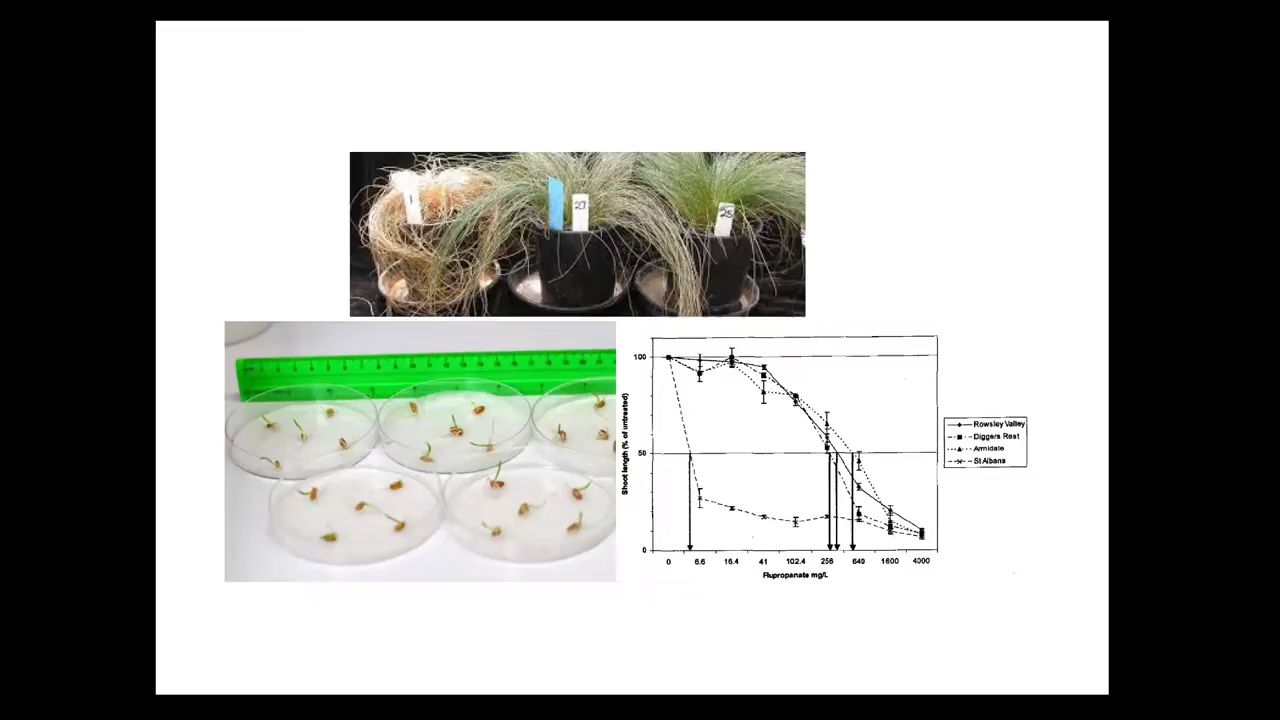 1
27
25
100
50
0
Shoot length (% of untreated)
0 6.6 16.4 41 102.4 256 640 1600 4000
Flupropanate mg/L
Rowsley Valley
Diggers Rest
Armidale
St Albans